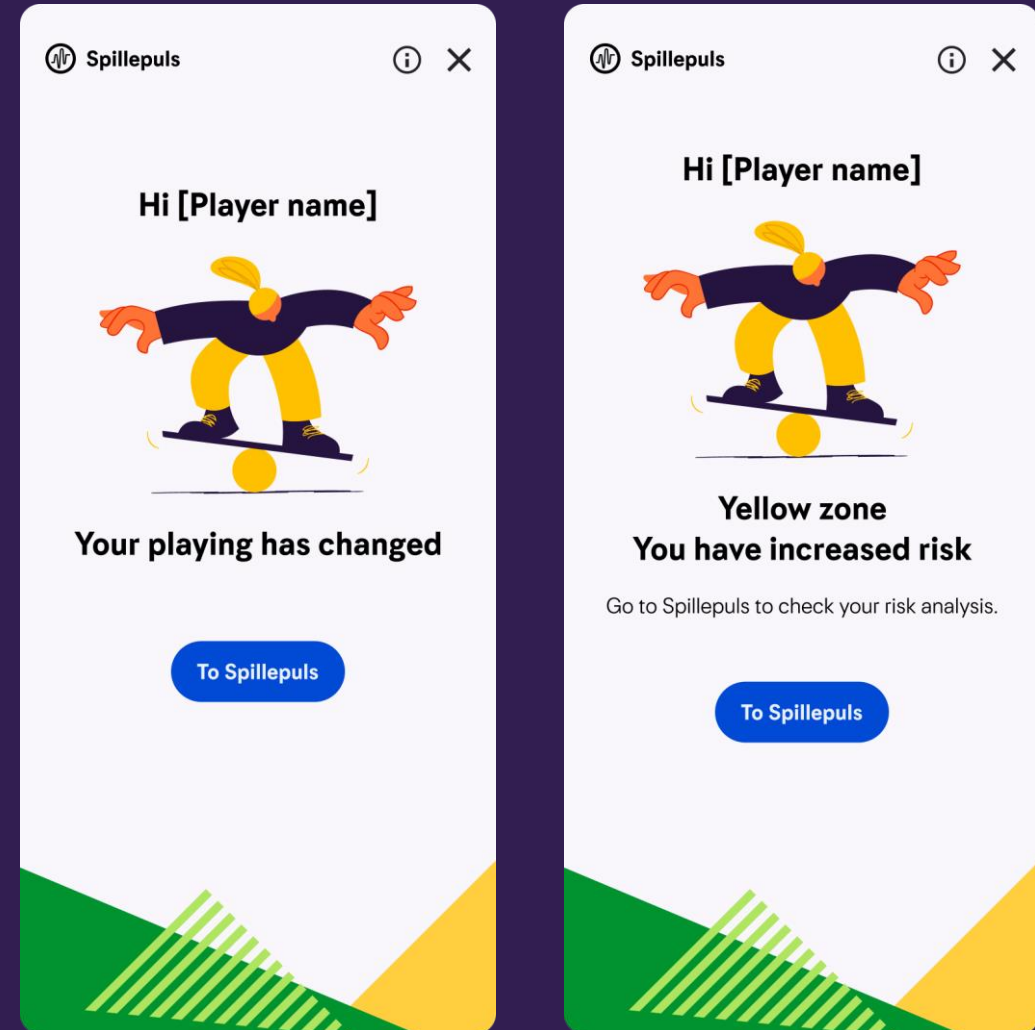 Spillepuls
Hi [Player name]
Your playing has changed
To Spillepuls
Spillepuls
Hi [Player name]
Yellow zone
You have increased risk
Go to Spillepuls to check your risk analysis.
To Spillepuls